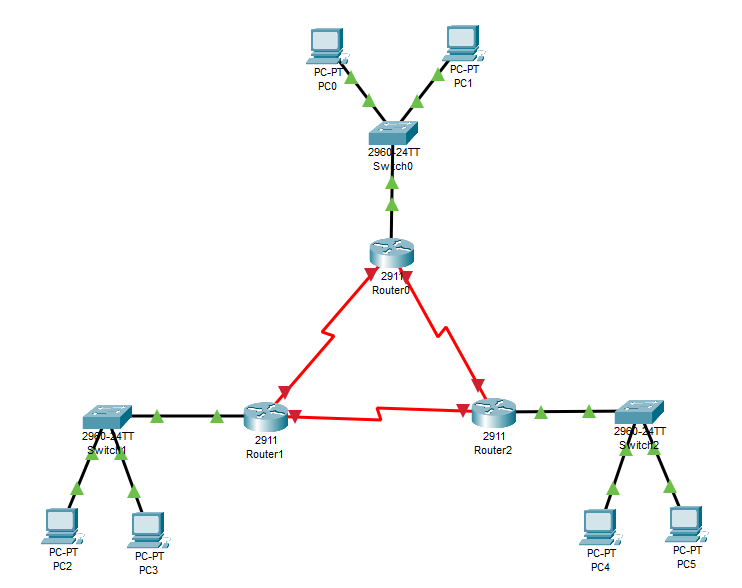 PC-PT
PC0
PC-PT
PC1
2960-24TT
Switch0
2911
Router0
2960-24TT
Switch1
2911
Router1
2911
Router2
2960-24TT
Switch2
PC-PT
PC2
PC-PT
PC3
PC-PT
PC4
PC-PT
PC5